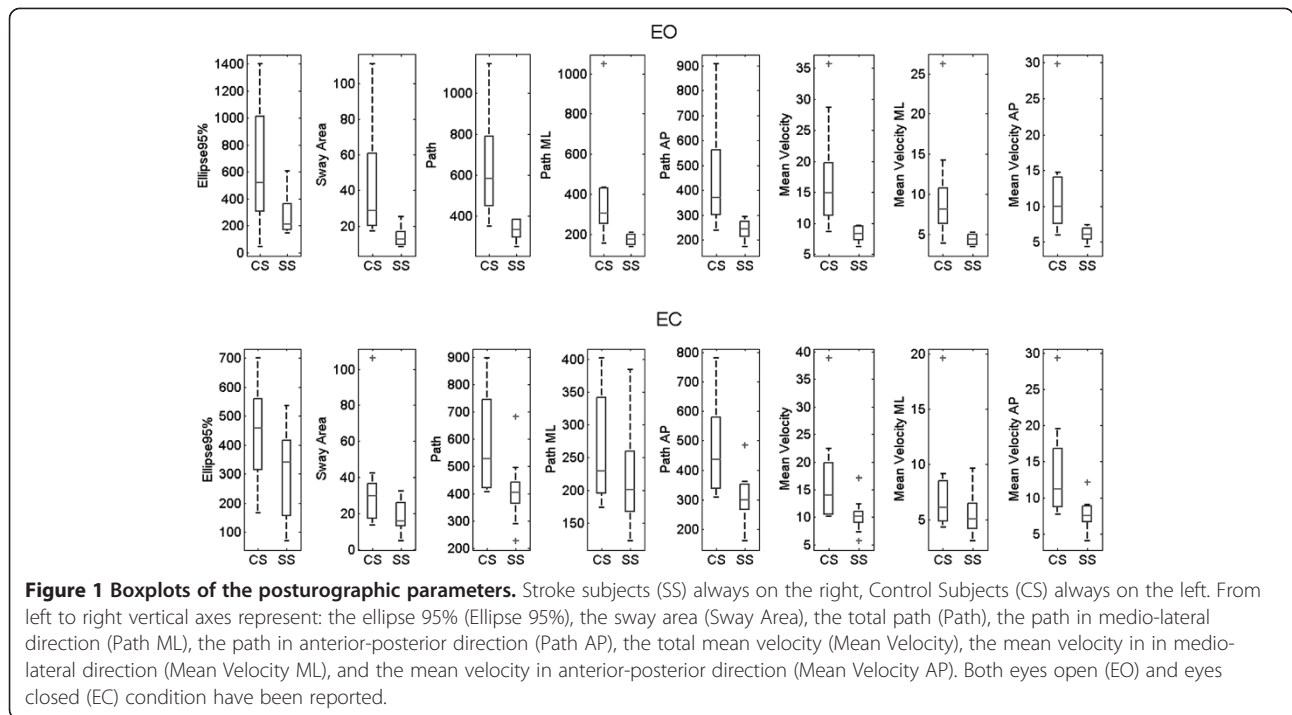 EO
Ellipse95%
1400
1200
1000
800
600
400
200
0
CS SS
Sway Area
100
80
60
40
20
CS SS
Path
1000
800
600
400
CS SS
Path ML
1000
800
600
400
200
CS SS
Path AP
900
800
700
600
500
400
300
200
CS SS
Mean Velocity
35
30
25
20
15
10
5
CS SS
Mean Velocity ML
25
20
15
10
5
CS SS
Mean Velocity AP
30
25
20
15
10
5
CS SS
EC
Ellipse95%
700
600
500
400
300
200
100
CS SS
Sway Area
100
80
60
40
20
0
CS SS
Path
900
800
700
600
500
400
300
200
CS SS
Path ML
400
350
300
250
200
150
CS SS
Path AP
800
700
600
500
400
300
200
CS SS
Mean Velocity
40
35
30
25
20
15
10
5
CS SS
Mean Velocity ML
20
15
10
5
CS SS
Mean Velocity AP
30
25
20
15
10
5
CS SS
Figure 1 Boxplots of the posturographic parameters. Stroke subjects (SS) always on the right, Control Subjects (CS) always on the left. From
left to right vertical axes represent: the ellipse 95% (Ellipse 95%), the sway area (Sway Area), the total path (Path), the path in medio-lateral
direction (Path ML), the path in anterior-posterior direction (Path AP), the total mean velocity (Mean Velocity), the mean velocity in in medio-
lateral direction (Mean Velocity ML), and the mean velocity in anterior-posterior direction (Mean Velocity AP). Both eyes open (EO) and eyes
closed (EC) condition have been reported.